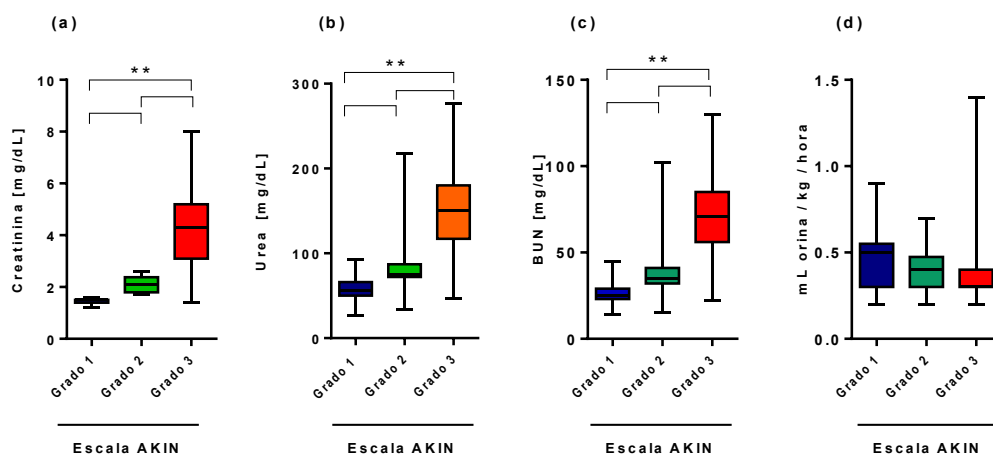 (a)
Creatinina [mg/dL]
10
8
6
4
2
0
**
Grado 1
Grado 2
Grado 3
Escala AKIN
(b)
Urea [mg/dL]
300
200
100
0
**
Grado 1
Grado 2
Grado 3
Escala AKIN
(c)
BUN [mg/dL]
150
100
50
0
**
Grado 1
Grado 2
Grado 3
Escala AKIN
(d)
mL orina / kg / hora
1.5
1.0
0.5
0.0
Grado 1
Grado 2
Grado 3
Escala AKIN